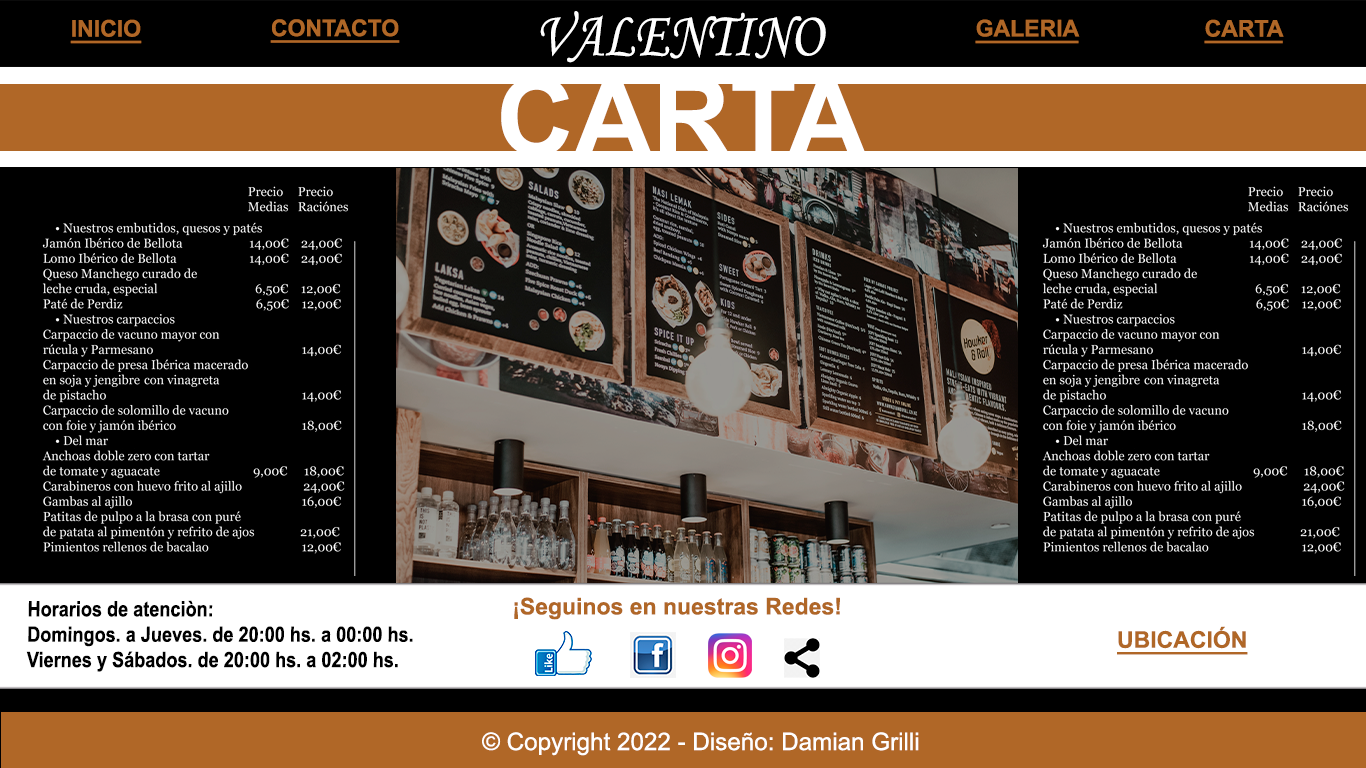 INICIO
CONTACTO
VALENTINO
GALERIA
CARTA
CARTA
Precio Precio
Medias Raciónes
• Nuestros embutidos, quesos y patés
Jamón Ibérico de Bellota 14,00€ 24,00€
Lomo Ibérico de Bellota 14,00€ 24,00€
Queso Manchego curado de
leche cruda, especial 6,50€ 12,00€
Paté de Perdiz 6,50€ 12,00€
• Nuestros carpaccios
Carpaccio de vacuno mayor con
rúcula y Parmesano 14,00€
Carpaccio de presa Ibérica macerado
en soja y jengibre con vinagreta
de pistacho 14,00€
Carpaccio de solomillo de vacuno
con foie y jamón ibérico 18,00€
• Del mar
Anchoas doble zero con tartar
de tomate y aguacate 9,00€ 18,00€
Carabineros con huevo frito al ajillo 24,00€
Gambas al ajillo 16,00€
Patitas de pulpo a la brasa con puré
de patata al pimentón y refrito de ajos 21,00€
Pimientos rellenos de bacalao 12,00€
SALADS
LAKSA
NASI LEMAK
SIDES
SWEET
KIDS
SPICE IT UP
DRINKS
Hawker
& Roll
Precio Precio
Medias Raciónes
• Nuestros embutidos, quesos y patés
Jamón Ibérico de Bellota 14,00€ 24,00€
Lomo Ibérico de Bellota 14,00€ 24,00€
Queso Manchego curado de
leche cruda, especial 6,50€ 12,00€
Paté de Perdiz 6,50€ 12,00€
• Nuestros carpaccios
Carpaccio de vacuno mayor con
rúcula y Parmesano 14,00€
Carpaccio de presa Ibérica macerado
en soja y jengibre con vinagreta
de pistacho 14,00€
Carpaccio de solomillo de vacuno
con foie y jamón ibérico 18,00€
• Del mar
Anchoas doble zero con tartar
de tomate y aguacate 9,00€ 18,00€
Carabineros con huevo frito al ajillo 24,00€
Gambas al ajillo 16,00€
Patitas de pulpo a la brasa con puré
de patata al pimentón y refrito de ajos 21,00€
Pimientos rellenos de bacalao 12,00€
Horarios de atenciòn:
Domingos. a Jueves. de 20:00 hs. a 00:00 hs.
Viernes y Sábados. de 20:00 hs. a 02:00 hs.
¡Seguinos en nuestras Redes!
Like
UBICACIÓN
© Copyright 2022 - Diseño: Damian Grilli